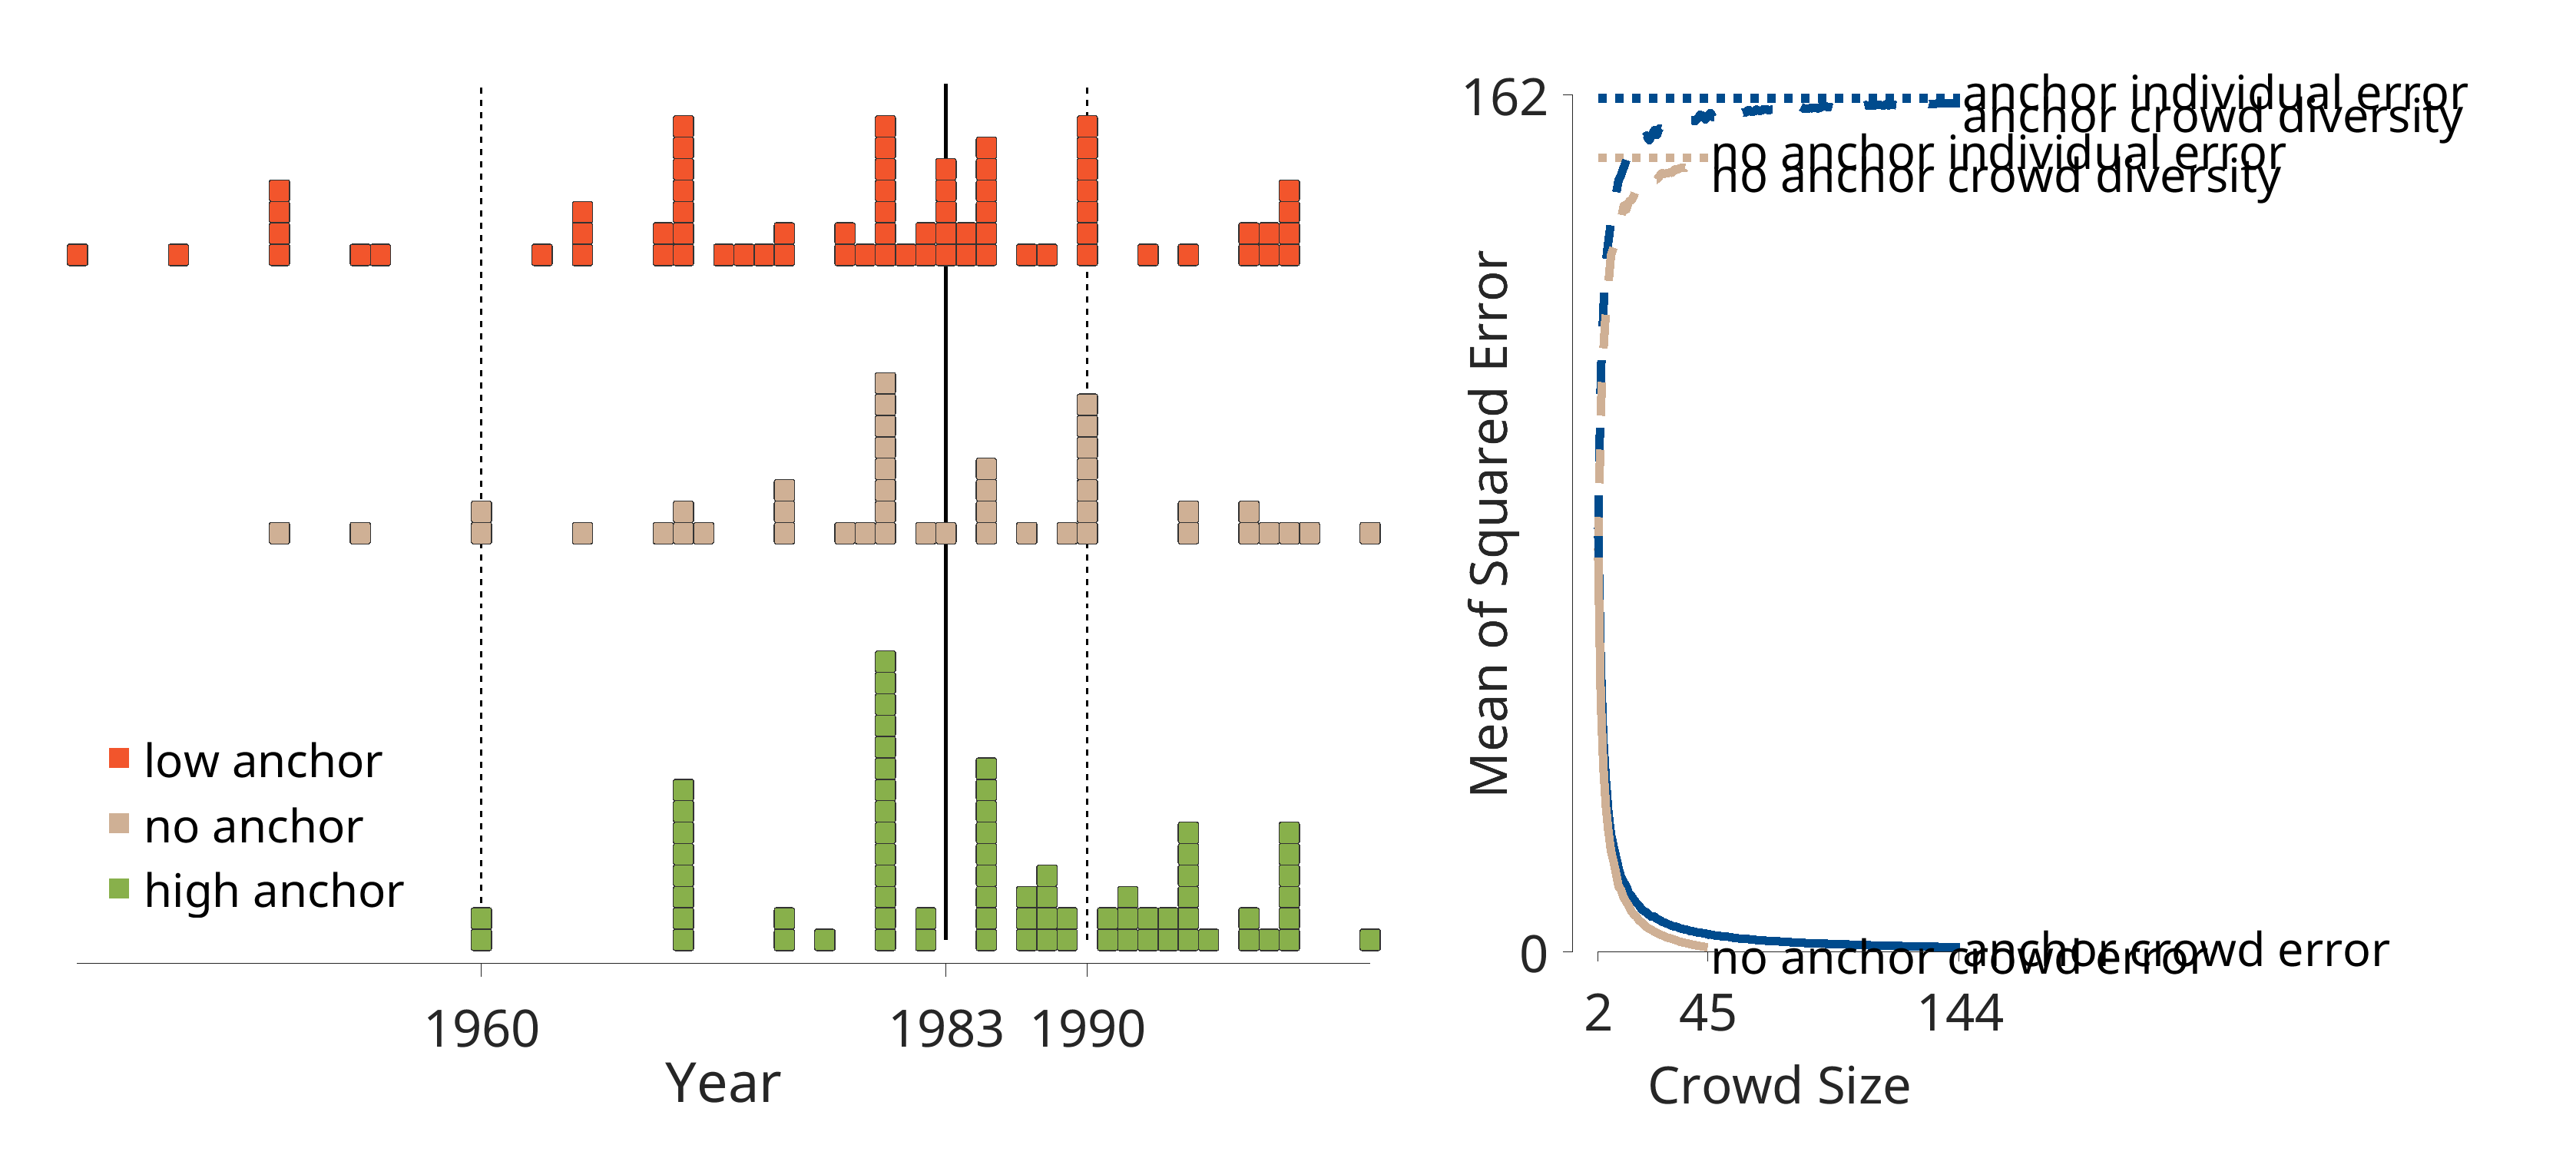 low anchor
no anchor
high anchor
1960
1983
1990
Year
162
0
Mean of Squared Error
anchor individual error
anchor crowd diversity
no anchor individual error
no anchor crowd diversity
anchor crowd error
no anchor crowd error
2
45
144
Crowd Size